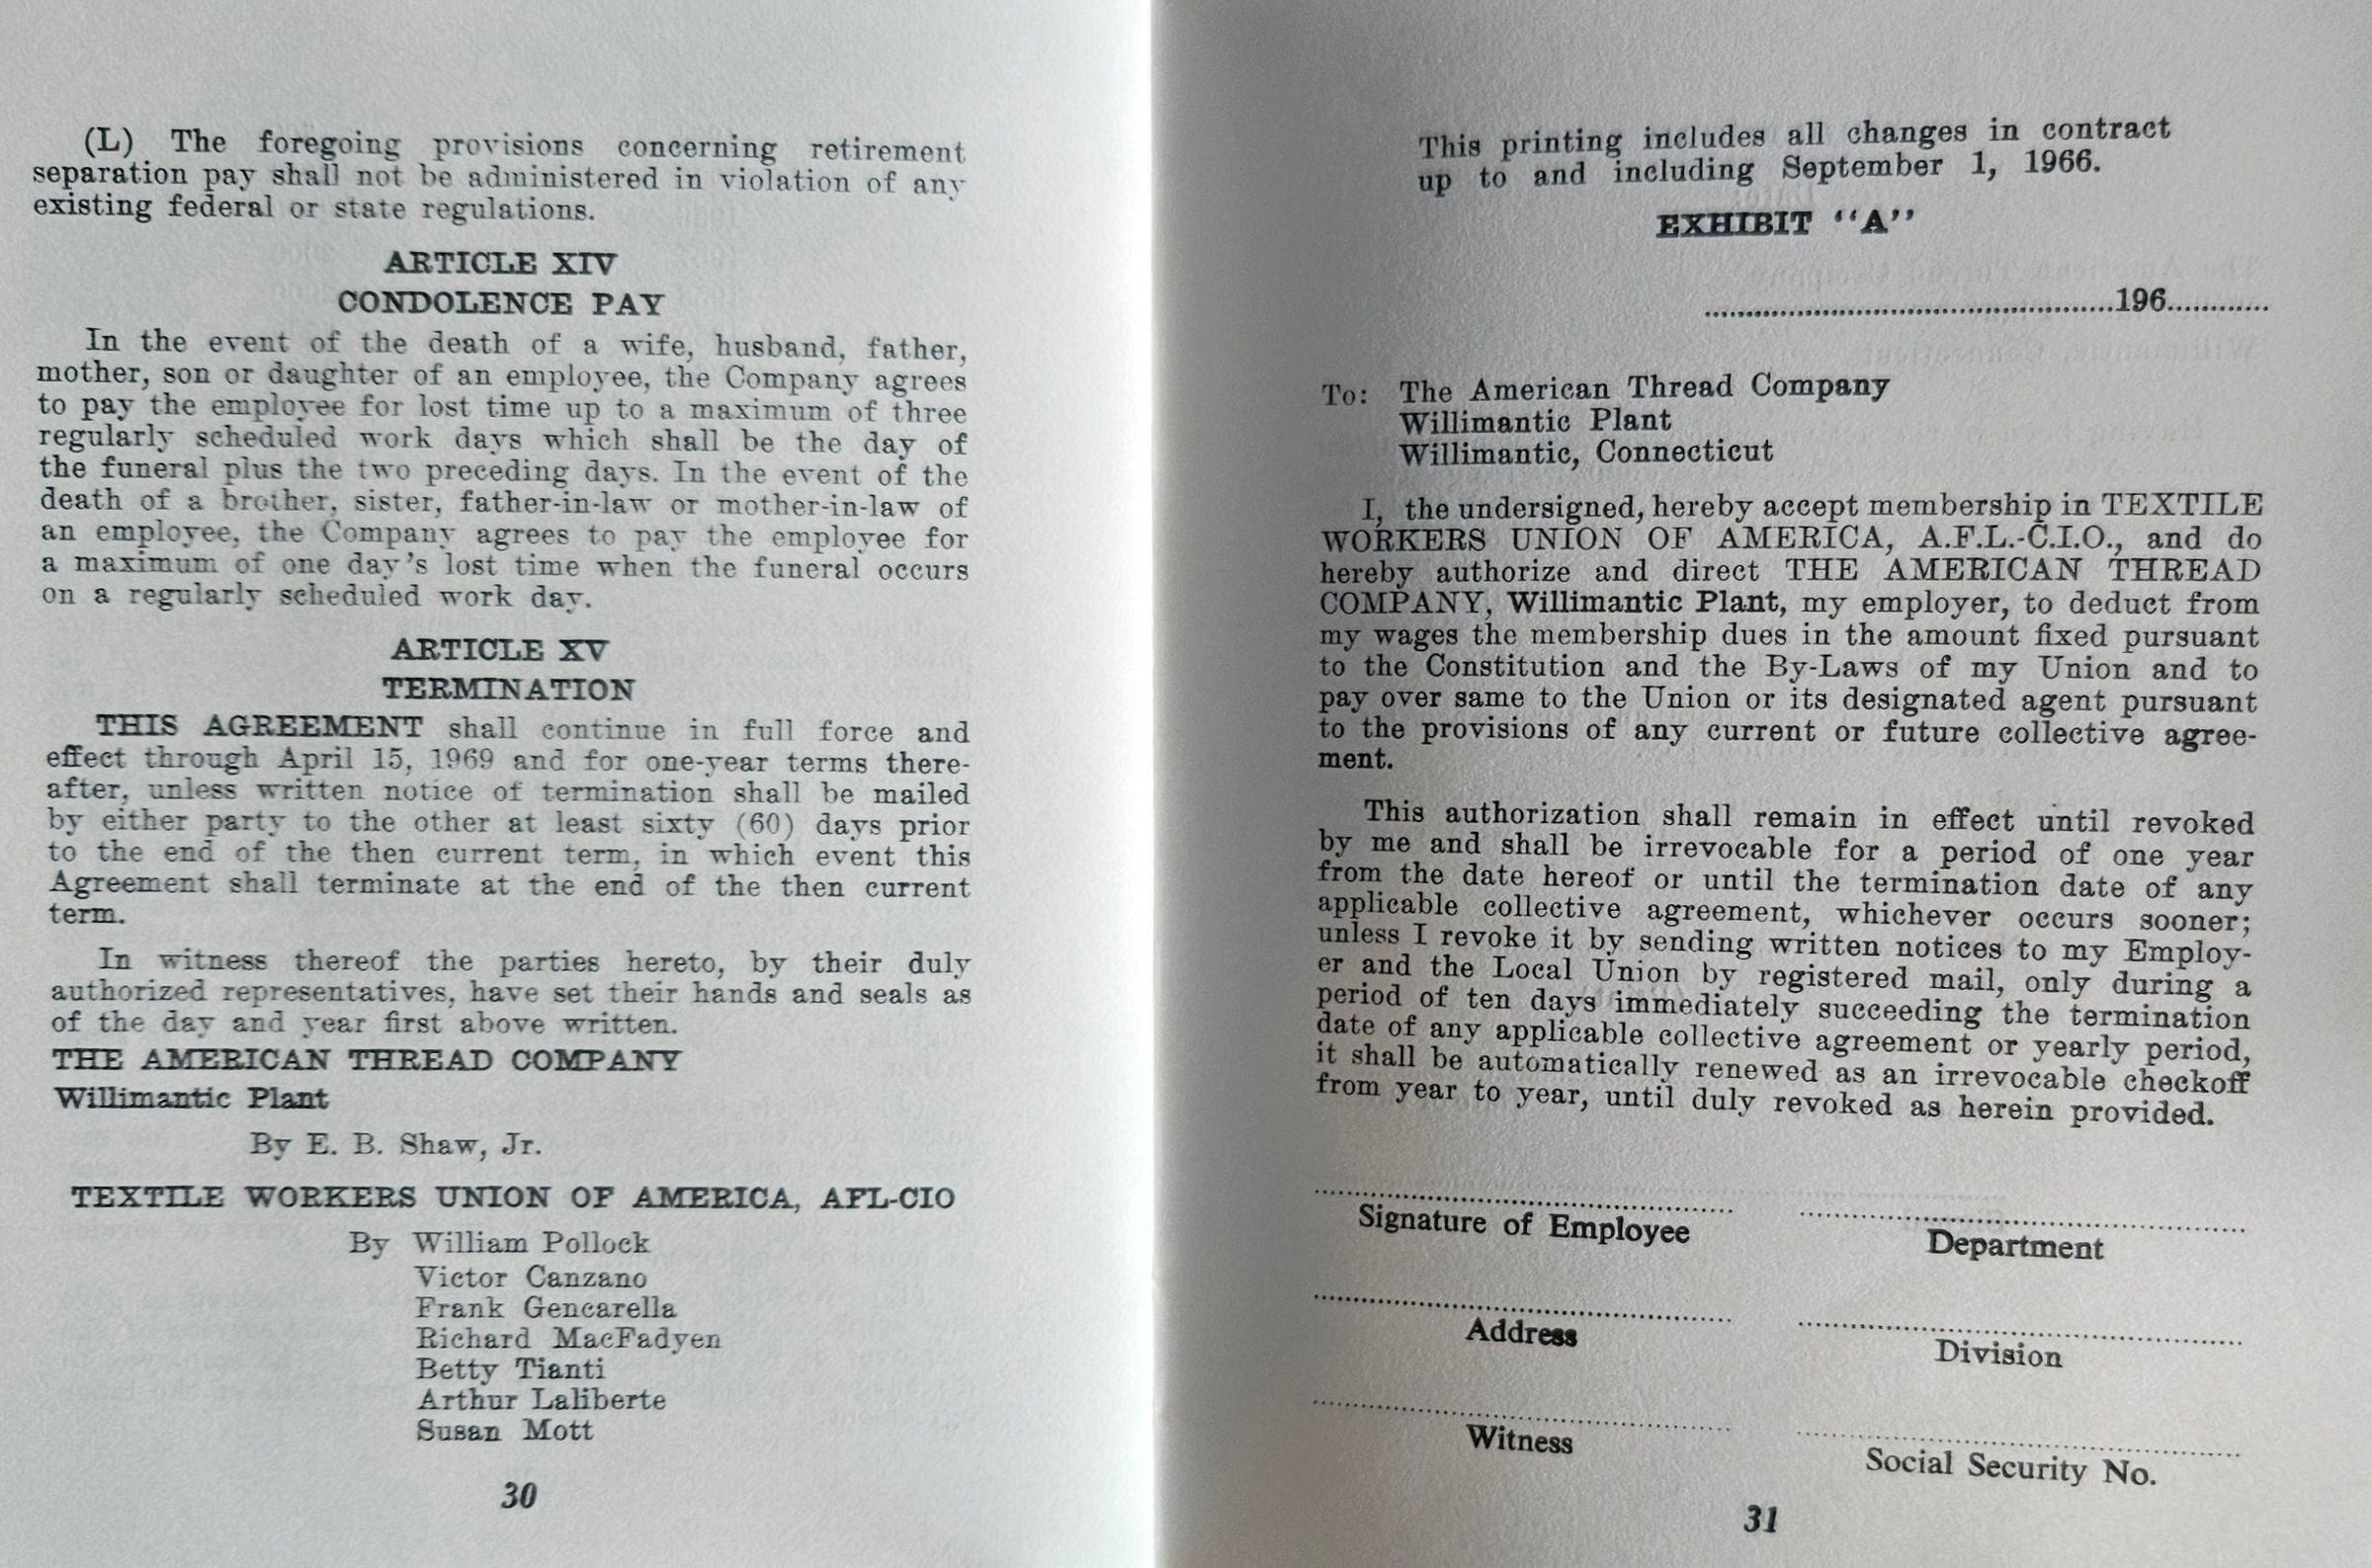 (L) The foregoing provisions concerning retirement
separation pay shall not be administered in violation of any
existing federal or state regulations.
ARTICLE XIV
CONDOLENCE PAY
In the event of the death of a wife, husband, father,
mother, son or daughter of an employee, the Company agrees
to pay the employee for lost time up to a maximum of three
regularly scheduled work days which shall be the day of
the funeral plus the two preceding days. In the event of the
death of a brother, sister, father-in-law or mother-in-law of
an employee, the Company agrees to pay the employee for
a maximum of one day's lost time when the funeral occurs
on a regularly scheduled work day.
ARTICLE XV
TERMINATION
THIS AGREEMENT shall continue in full force and
effect through April 15, 1969 and for one-year terms there-
after, unless written notice of termination shall be mailed
by either party to the other at least sixty (60) days prior
to the end of the then current term, in which event this
Agreement shall terminate at the end of the then current
term.
In witness thereof the parties hereto, by their duly
authorized representatives, have set their hands and seals as
of the day and year first above written.
THE AMERICAN THREAD COMPANY
Willimantic Plant
By E. B. Shaw, Jr.
TEXTILE WORKERS UNION OF AMERICA, AFL-CIO
By William Pollock
Victor Canzano
Frank Gencarella
Richard MacFadyen
Betty Tianti
Arthur Laliberte
Susan Mott
30
This printing includes all changes in contract
up to and including September 1, 1966.
EXHIBIT "A"
..........................................196............
To: The American Thread Company
Willimantic Plant
Willimantic, Connecticut
I, the undersigned, hereby accept membership in TEXTILE
WORKERS UNION OF AMERICA, A.F.L.-C.I.O., and do
hereby authorize and direct THE AMERICAN THREAD
COMPANY, Willimantic Plant, my employer, to deduct from
my wages the membership dues in the amount fixed pursuant
to the Constitution and the By-Laws of my Union and to
pay over same to the Union or its designated agent pursuant
to the provisions of any current or future collective agree-
ment.
This authorization shall remain in effect until revoked
by me and shall be irrevocable for a period of one year
from the date hereof or until the termination date of any
applicable collective agreement, whichever occurs sooner;
unless I revoke it by sending written notices to my Employ-
er and the Local Union by registered mail, only during a
period of ten days immediately succeeding the termination
date of any applicable collective agreement or yearly period,
it shall be automatically renewed as an irrevocable checkoff
from year to year, until duly revoked as herein provided.
Signature of Employee
Department
Address
Division
Witness
Social Security No.
31